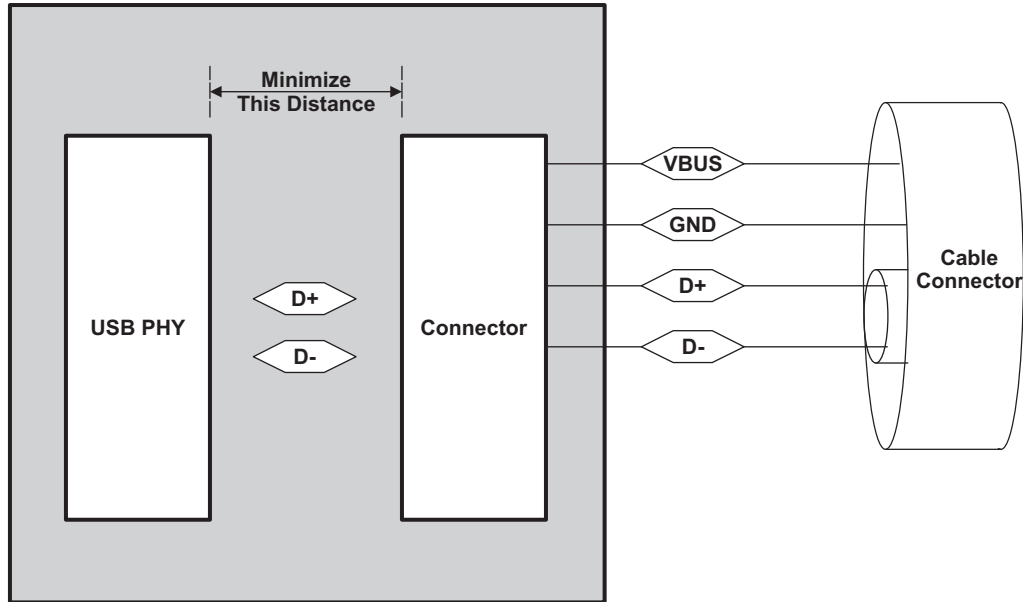 Minimize
This Distance
USB PHY
D+
D-
Connector
VBUS
GND
D+
D-
Cable
Connector